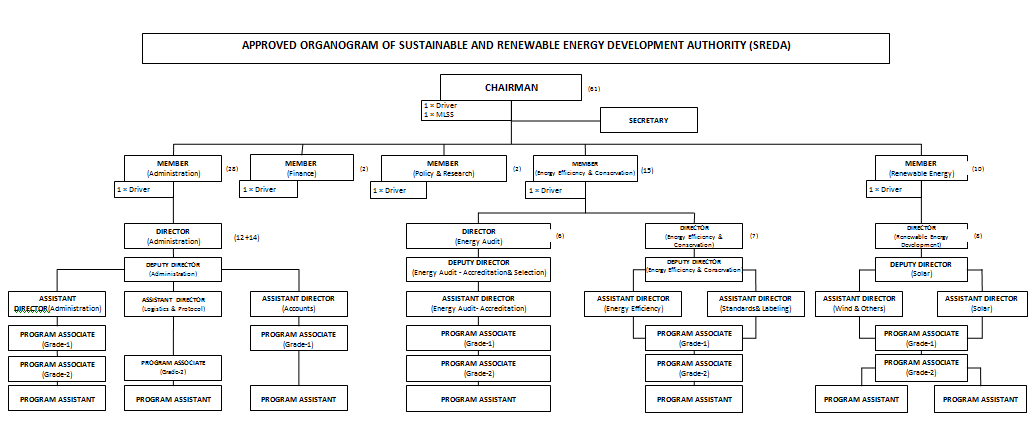 APPROVED ORGANOGRAM OF SUSTAINABLE AND RENEWABLE ENERGY DEVELOPMENT AUTHORITY (SREDA)
CHAIRMAN
(61)
1 × Driver
1 × MLSS
SECRETARY
MEMBER
(Administration)
(28)
1 × Driver
MEMBER
(Finance)
(2)
1 × Driver
MEMBER
(Policy & Research)
(2)
1 × Driver
MEMBER
(Energy Efficiency & Conservation)
(15)
1 × Driver
MEMBER
(Renewable Energy)
(10)
1 × Driver
DIRECTOR
(Administration)
(12+14)
DIRECTOR
(Energy Audit)
(6)
DIRECTOR
(Energy Efficiency &
Conservation)
(7)
DIRECTOR
(Renewable Energy
Development)
(8)
DEPUTY DIRECTOR
(Administration)
DEPUTY DIRECTOR
(Energy Audit - Accreditation& Selection)
DEPUTY DIRECTOR
(Energy Efficiency & Conservation
DEPUTY DIRECTOR
(Solar)
ASSISTANT
DIRECTOR(Administration)
ASSISTANT DIRECTOR
(Logistics & Protocol)
ASSISTANT DIRECTOR
(Accounts)
ASSISTANT DIRECTOR
(Energy Audit- Accreditation)
ASSISTANT DIRECTOR
(Energy Efficiency)
ASSISTANT DIRECTOR
(Standards& Labeling)
ASSISTANT DIRECTOR
(Wind & Others)
ASSISTANT DIRECTOR
(Solar)
PROGRAM ASSOCIATE
(Grade-1)
PROGRAM ASSOCIATE
(Grade-1)
PROGRAM ASSOCIATE
(Grade-1)
PROGRAM ASSOCIATE
(Grade-1)
PROGRAM ASSOCIATE
(Grade-1)
PROGRAM ASSOCIATE
(Grade-2)
PROGRAM ASSOCIATE
(Grade-2)
PROGRAM ASSOCIATE
(Grade-2)
PROGRAM ASSOCIATE
(Grade-2)
PROGRAM ASSOCIATE
(Grade-2)
PROGRAM ASSISTANT
PROGRAM ASSISTANT
PROGRAM ASSISTANT
PROGRAM ASSISTANT
PROGRAM ASSISTANT
PROGRAM ASSISTANT
PROGRAM ASSISTANT